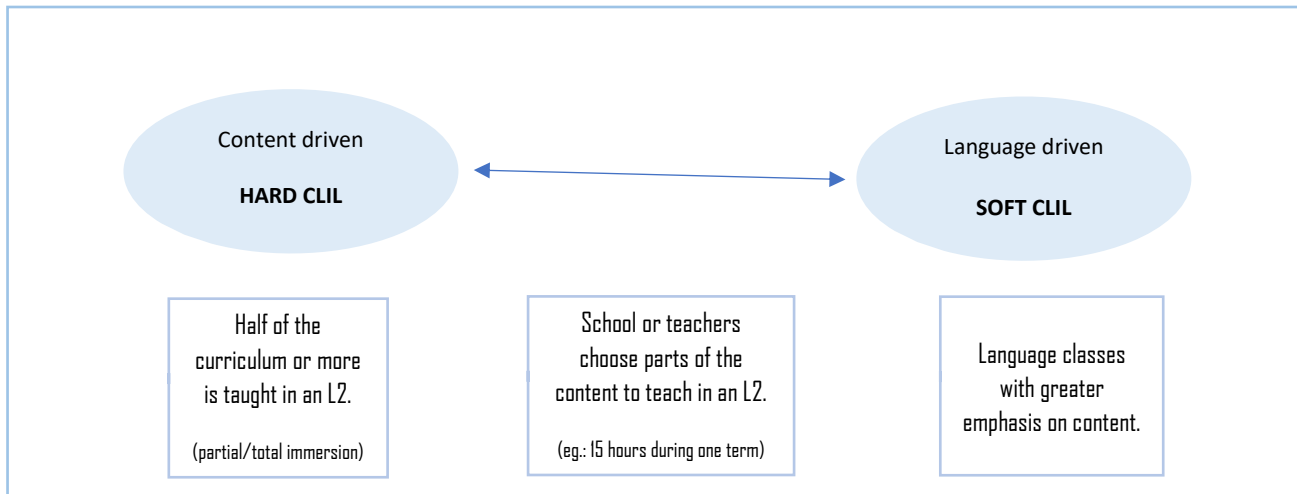 Content driven
HARD CLIL
Language driven
SOFT CLIL
Half of the
curriculum or more
is taught in an L2.
(partial/total immersion)
School or teachers
choose parts of the
content to teach in an L2.
(eg.: 15 hours during one term)
Language classes
with greater
emphasis on content.